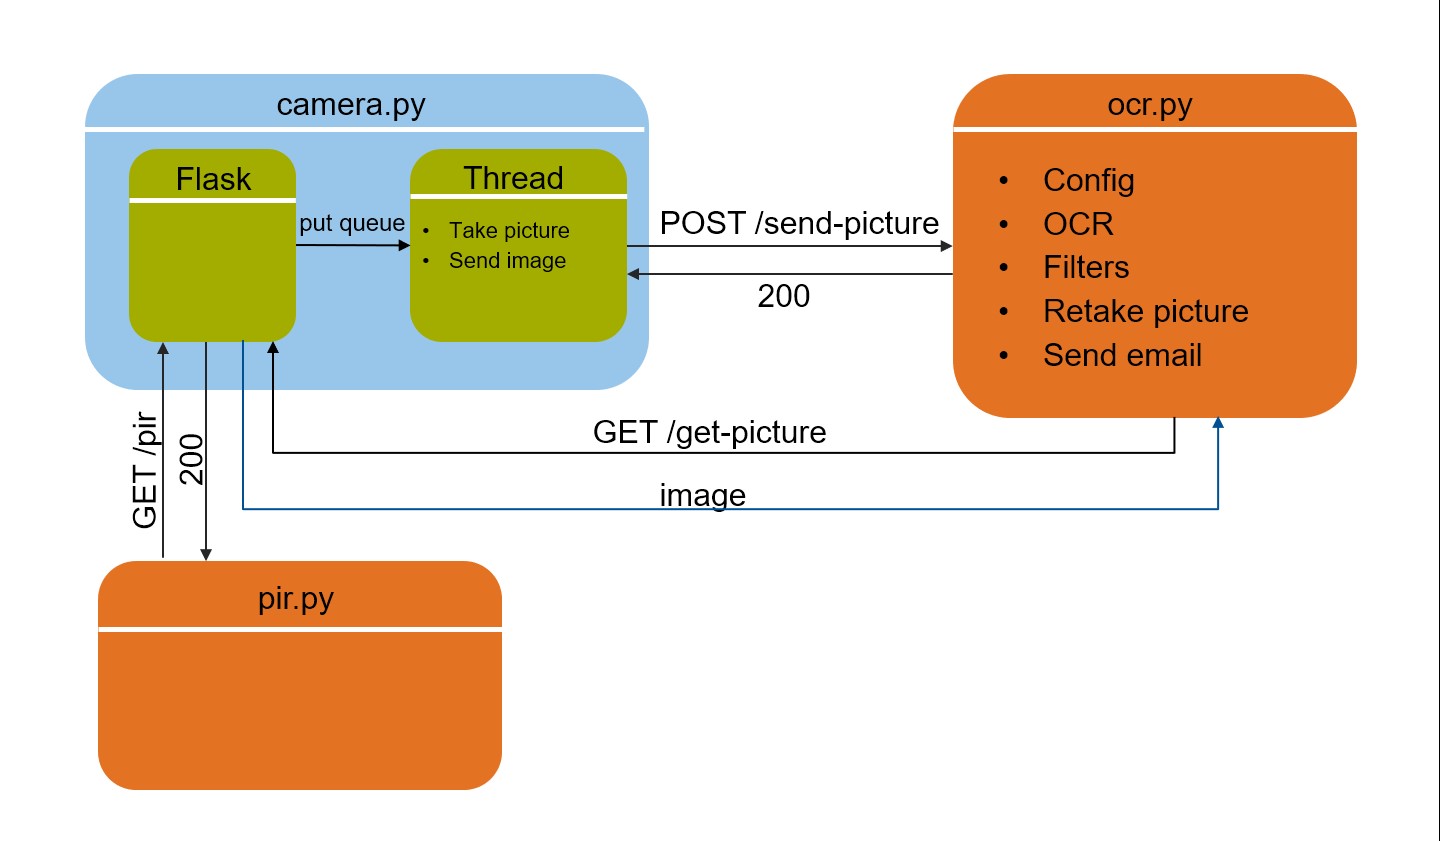 camera.py
Flask
put queue
Thread
• Take picture
• Send image
POST /send-picture
200
ocr.py
• Config
• OCR
• Filters
• Retake picture
• Send email
GET /pir
200
GET /get-picture
image
pir.py